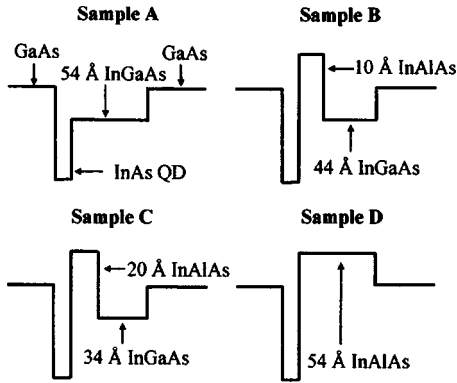 Sample A
GaAs
GaAs
54 Å InGaAs
InAs QD
Sample B
10 Å InAlAs
44 Å InGaAs
Sample C
20 Å InAlAs
34 Å InGaAs
Sample D
54 Å InAlAs